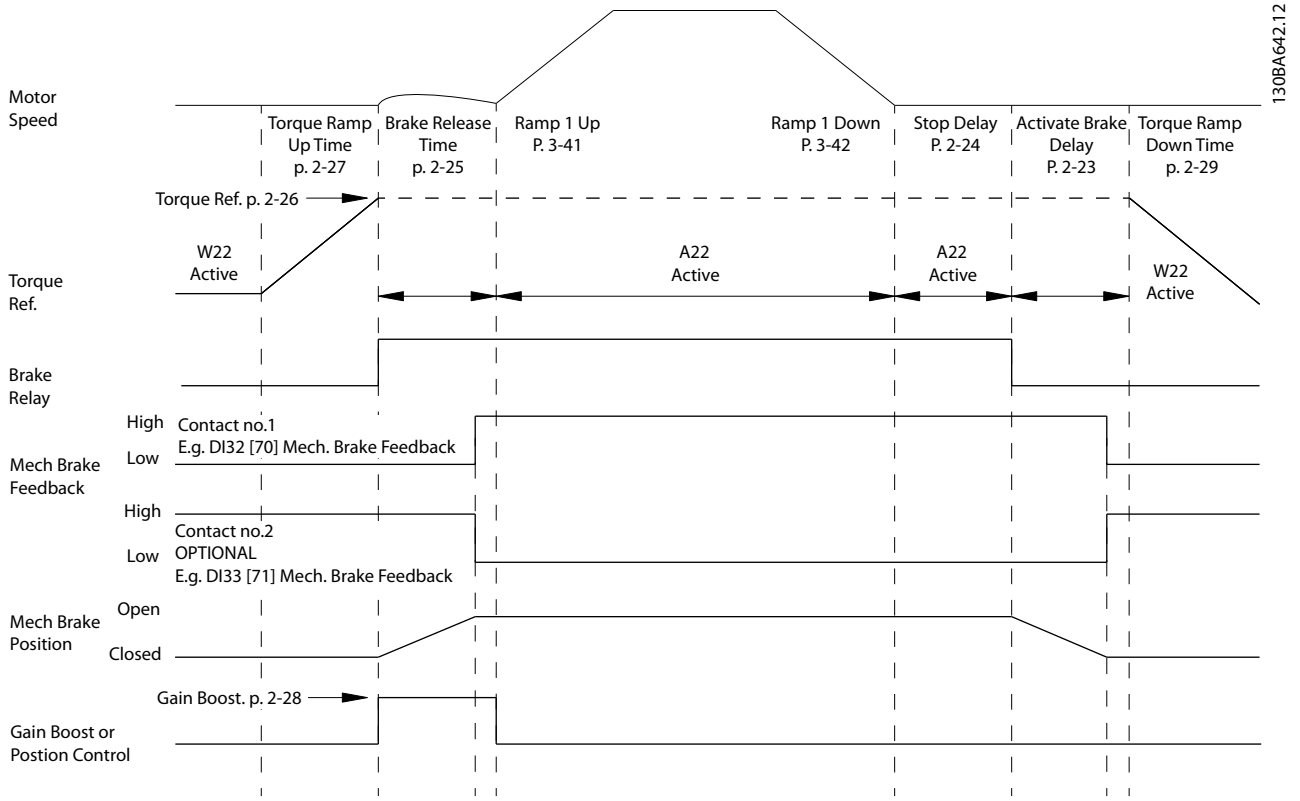 130BA642.12
Motor
Speed
Torque Ramp
Up Time
p. 2-27
Brake Release
Time
p. 2-25
Ramp 1 Up
P. 3-41
Ramp 1 Down
P. 3-42
Stop Delay
P. 2-24
Activate Brake
Delay
P. 2-23
Torque Ramp
Down Time
p. 2-29
Torque Ref. p. 2-26
W22
Active
A22
Active
A22
Active
W22
Active
Torque
Ref.
Brake
Relay
High
Contact no.1
E.g. DI32 [70] Mech. Brake Feedback
Low
Mech Brake
Feedback
High
Contact no.2
OPTIONAL
Low
E.g. DI33 [71] Mech. Brake Feedback
Open
Mech Brake
Position
Closed
Gain Boost. p. 2-28
Gain Boost or
Postion Control